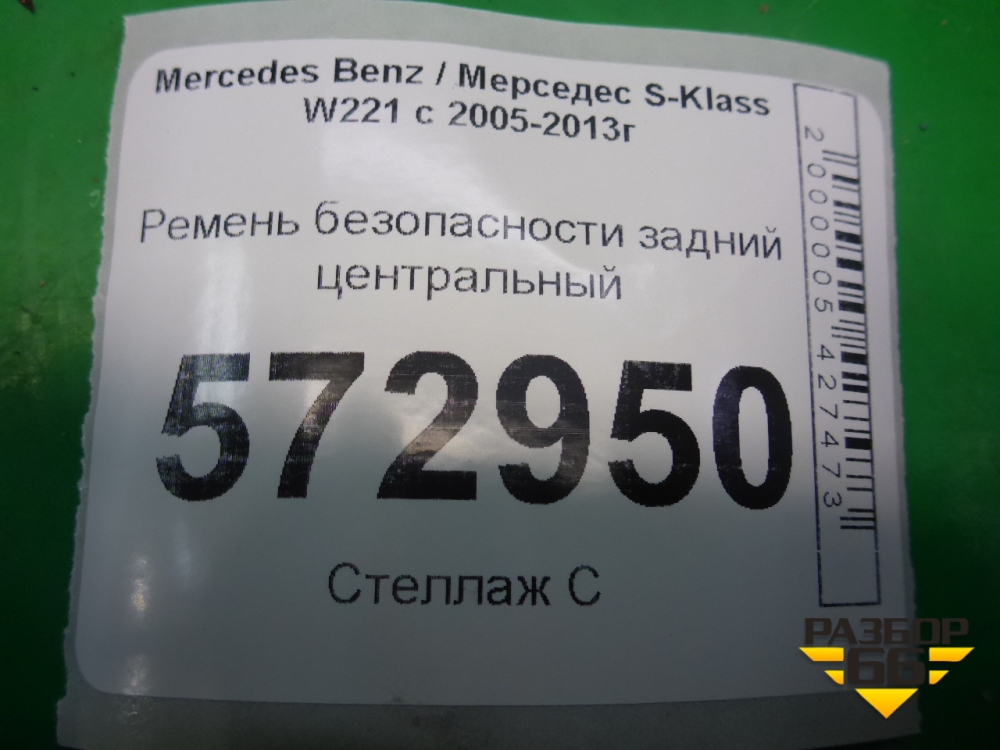 Mercedes Benz / Мерседес S-Klass
W221 с 2005-2013г
Ремень безопасности задний
центральный
572950
Стеллаж С
2000005427473
РАЗБОР
66